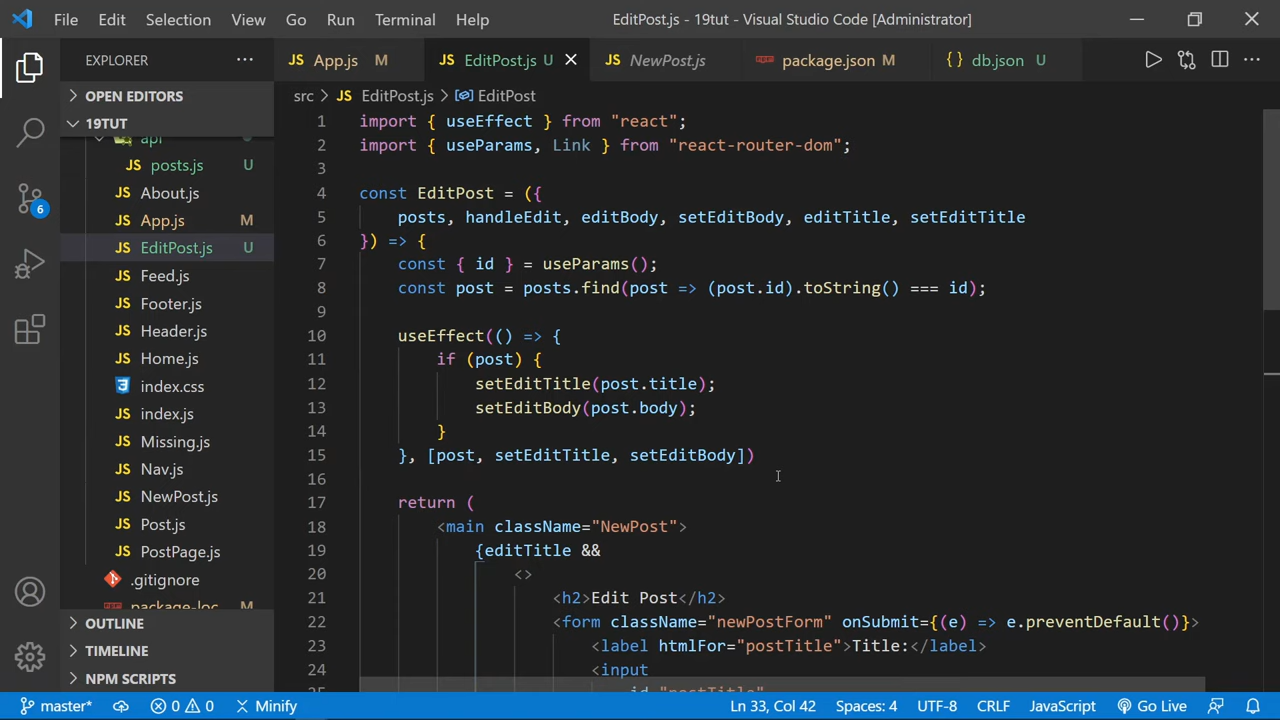 File Edit Selection View Go Run Terminal Help EditPost.js - 19tut - Visual Studio Code [Administrator]
EXPLORER ···
JS App.js M JS EditPost.js U × JS NewPost.js package.json M {} db.json U ···
OPEN EDITORS
19TUT
api
JS posts.js U
JS About.js
JS App.js M
JS EditPost.js U
JS Feed.js
JS Footer.js
JS Header.js
JS Home.js
index.css
JS index.js
JS Missing.js
JS Nav.js
JS NewPost.js
JS Post.js
JS PostPage.js
.gitignore
package-loc M
OUTLINE
TIMELINE
NPM SCRIPTS
6
src > JS EditPost.js > EditPost
1 import { useEffect } from "react";
2 import { useParams, Link } from "react-router-dom";
3
4 const EditPost = ({
5 posts, handleEdit, editBody, setEditBody, editTitle, setEditTitle
6 }) => {
7 const { id } = useParams();
8 const post = posts.find(post => (post.id).toString() === id);
9
10 useEffect(() => {
11 if (post) {
12 setEditTitle(post.title);
13 setEditBody(post.body);
14 }
15 }, [post, setEditTitle, setEditBody])
16
17 return (
18 <main className="NewPost">
19 {editTitle &&
20 <>
21 <h2>Edit Post</h2>
22 <form className="newPostForm" onSubmit={(e) => e.preventDefault()}>
23 <label htmlFor="postTitle">Title:</label>
24 <input
25 id="postTitle"
master* 0 0 Minify Ln 33, Col 42 Spaces: 4 UTF-8 CRLF JavaScript Go Live